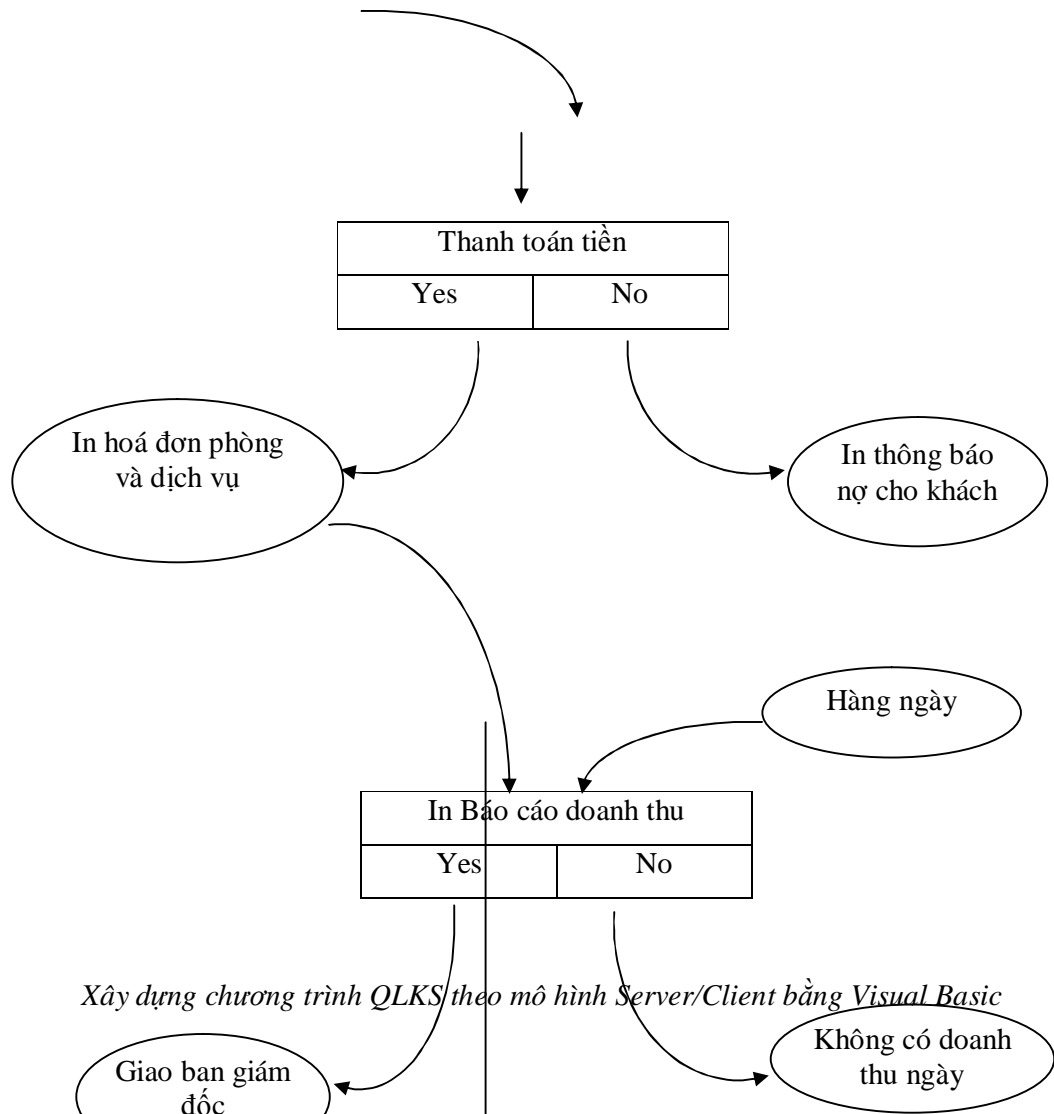 Thanh toán tiền
Yes No
In hoá đơn phòng
và dịch vụ
In thông báo
nợ cho khách
Hàng ngày
In Báo cáo doanh thu
Yes No
Xây dựng chương trình QLKS theo mô hình Server/Client bằng Visual Basic
Giao ban giám
đốc
Không có doanh
thu ngày